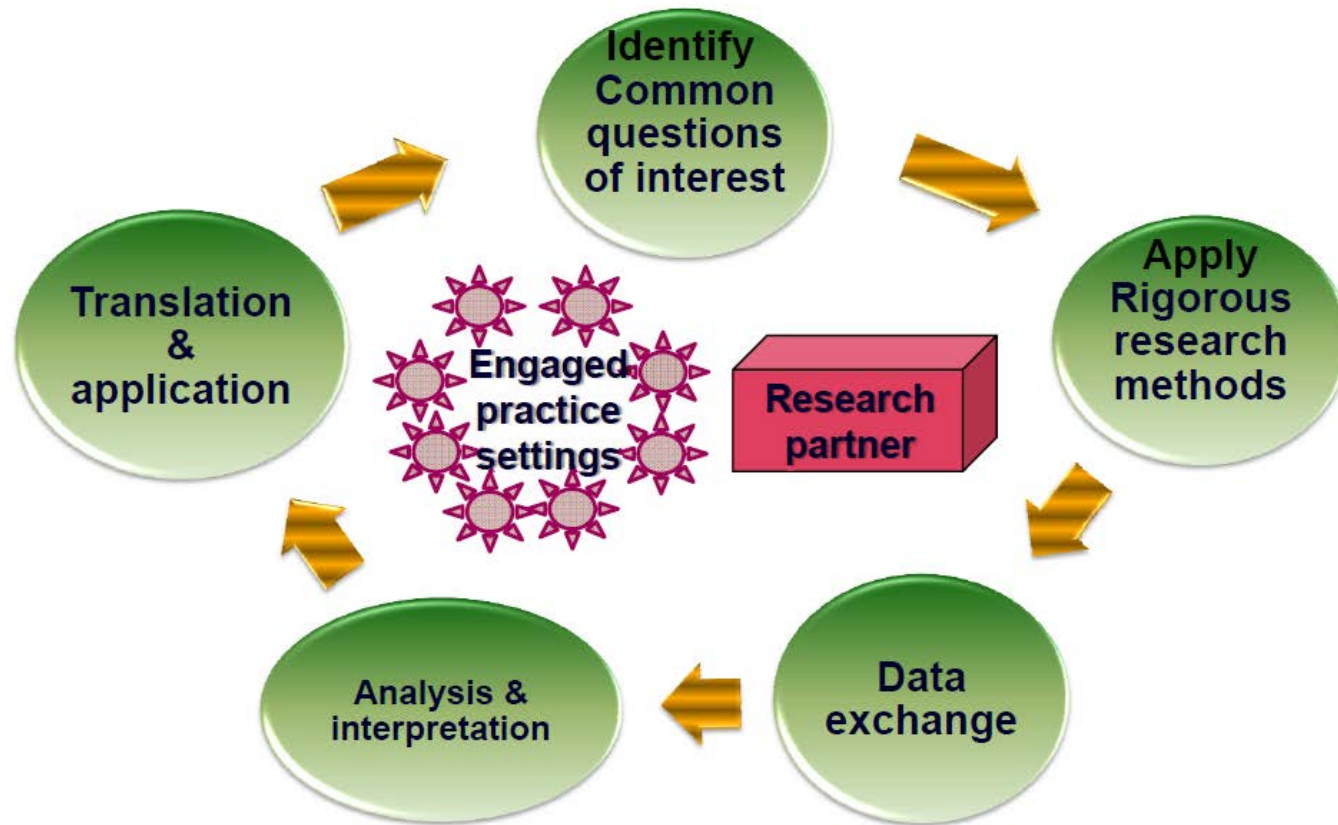 Identify
Common
questions
of interest
Apply
Rigorous
research
methods
Data
exchange
Analysis &
interpretation
Translation
&
application
Engaged
practice
settings
Research
partner